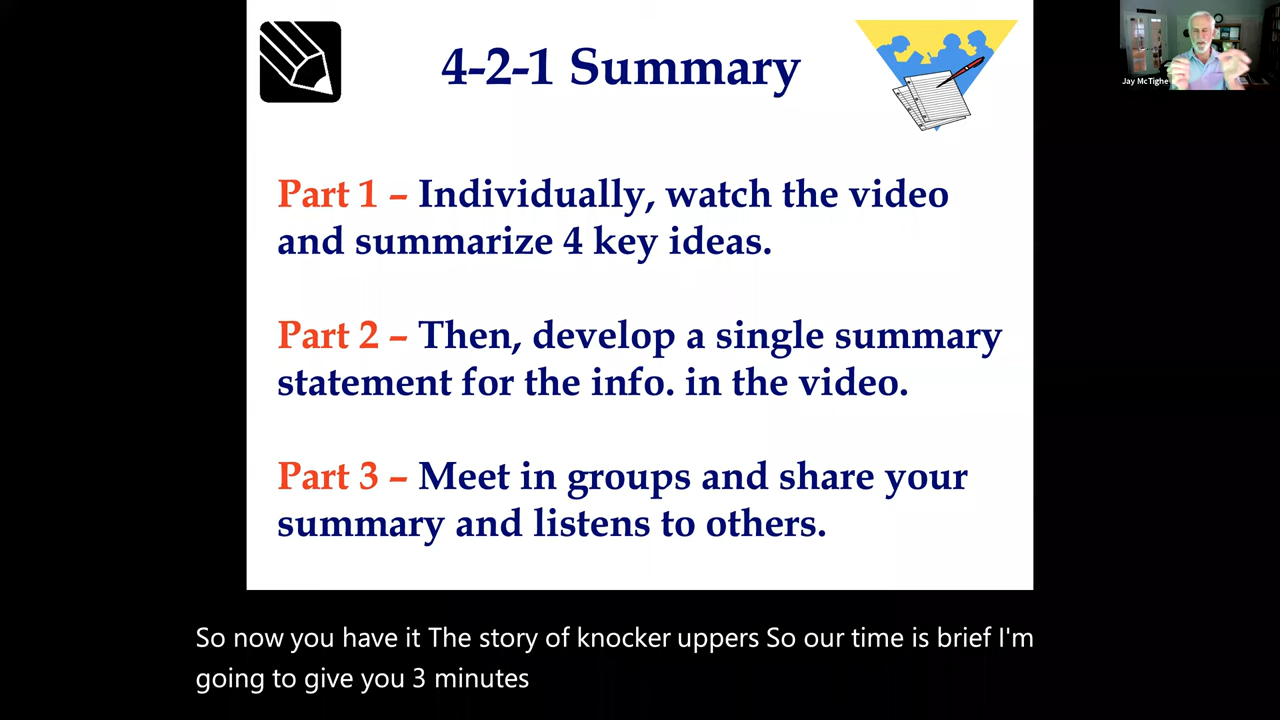 4-2-1 Summary
Jay McTighe
Part 1 – Individually, watch the video
and summarize 4 key ideas.
Part 2 – Then, develop a single summary
statement for the info. in the video.
Part 3 – Meet in groups and share your
summary and listens to others.
So now you have it The story of knocker uppers So our time is brief I'm
going to give you 3 minutes